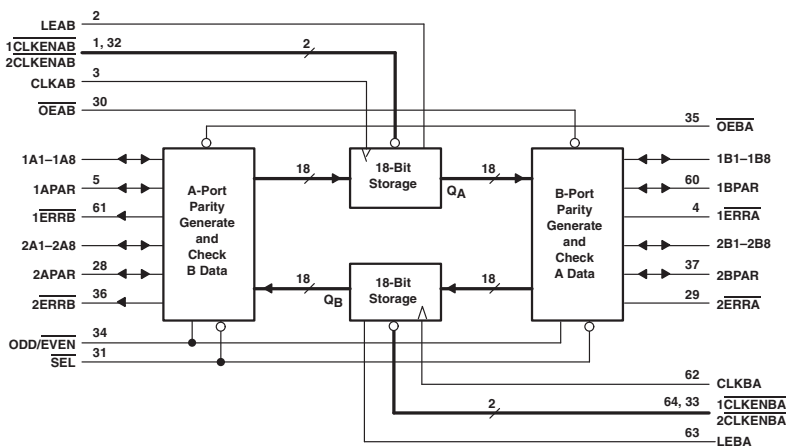 LEAB 2
1CLKENAB 1, 32 2
2CLKENAB
CLKAB 3
OEAB 30
35 OEBA
1A1–1A8
1APAR 5
1ERRB 61
2A1–2A8
2APAR 28
2ERRB 36
ODD/EVEN 34
SEL 31
A-Port
Parity
Generate
and
Check
B Data
18
18-Bit
Storage
QA
18
18
QB
18-Bit
Storage
18
B-Port
Parity
Generate
and
Check
A Data
1B1–1B8
60 1BPAR
4 1ERRA
2B1–2B8
37 2BPAR
29 2ERRA
62 CLKBA
2 64, 33 1CLKENBA
2CLKENBA
63 LEBA